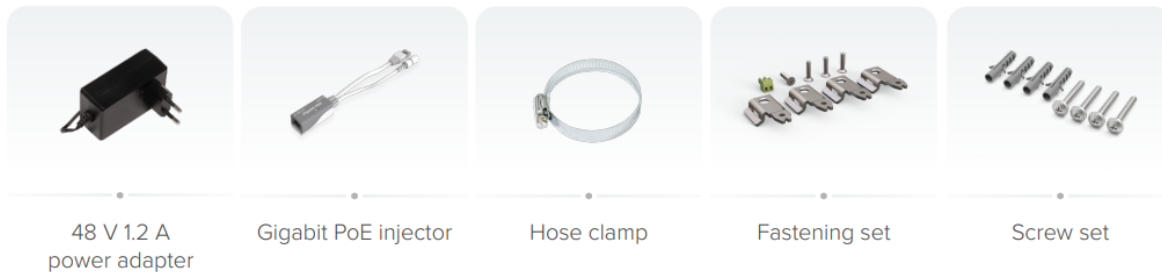 48 V 1.2 A
power adapter
Gigabit PoE injector
Hose clamp
Fastening set
Screw set